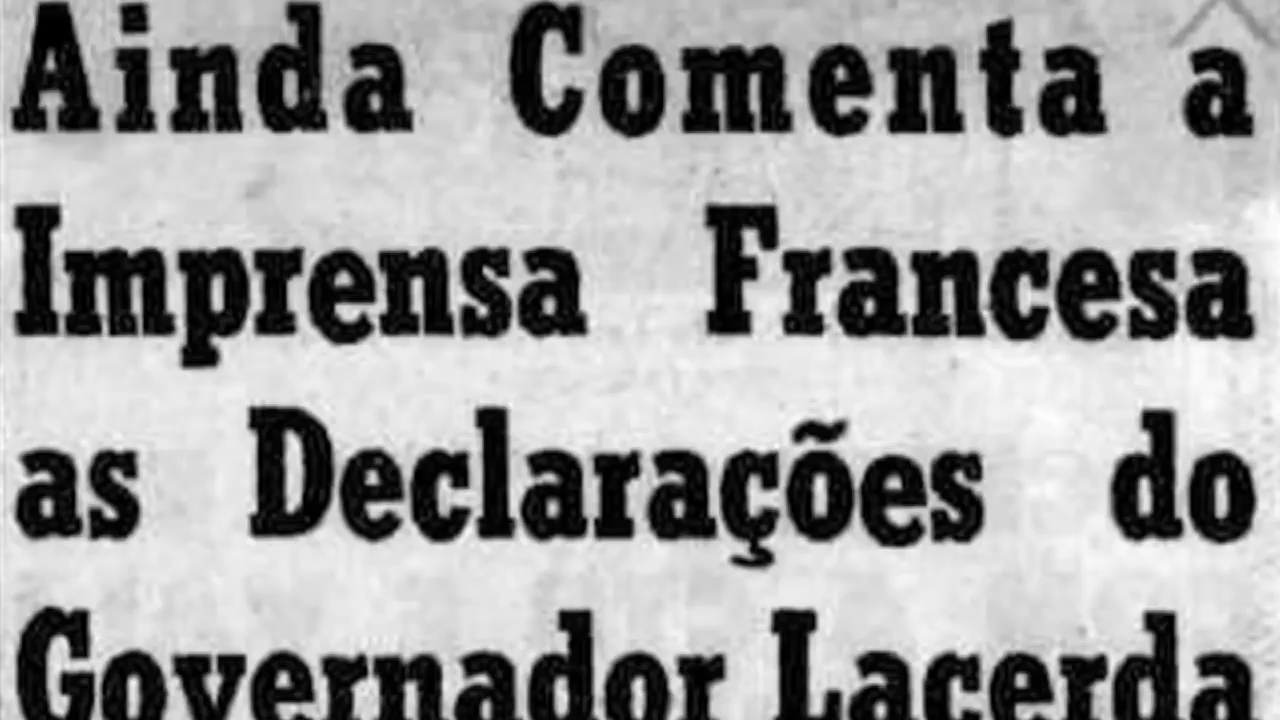 Ainda Comenta a
Imprensa Francesa
as Declarações do
Governador Lacerda